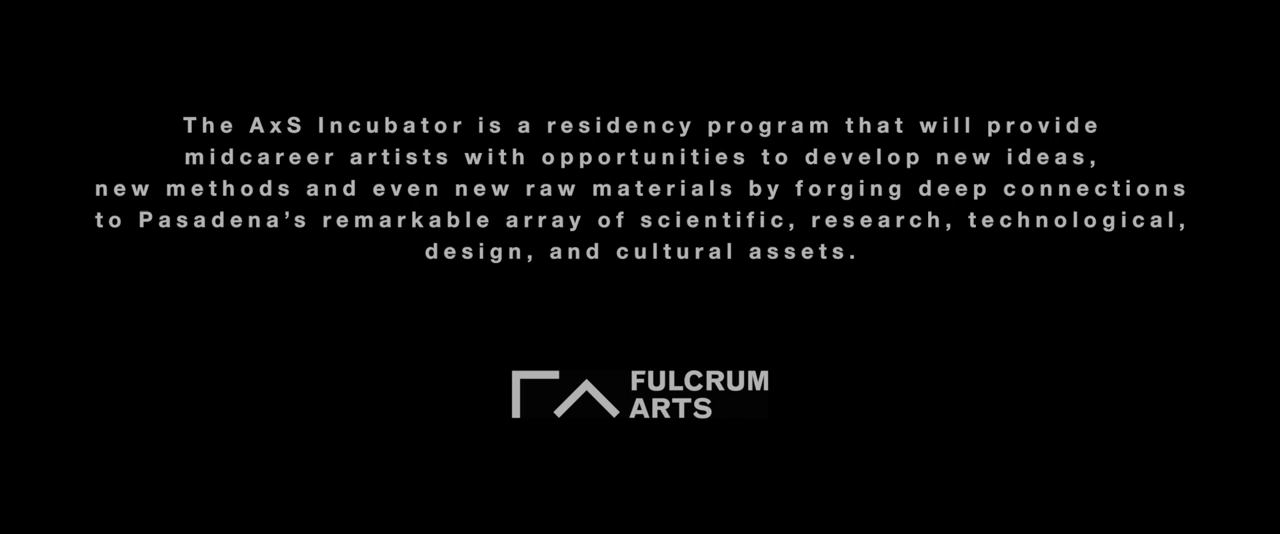 The AxS Incubator is a residency program that will provide
midcareer artists with opportunities to develop new ideas,
new methods and even new raw materials by forging deep connections
to Pasadena’s remarkable array of scientific, research, technological,
design, and cultural assets.
FULCRUM
ARTS